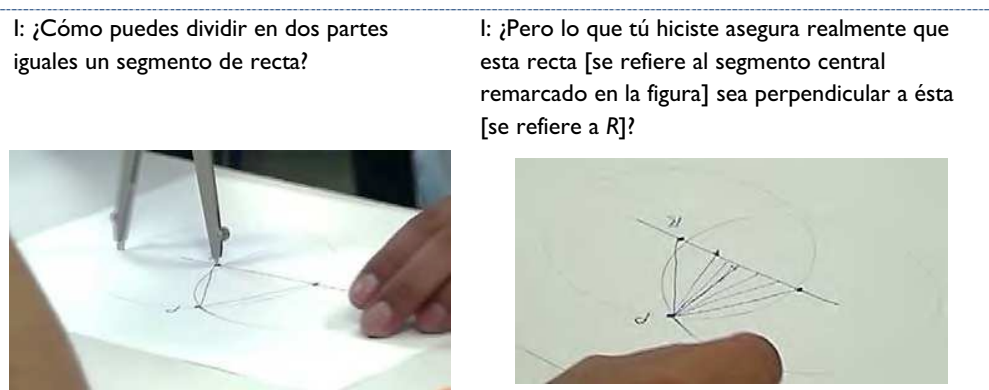 I: ¿Cómo puedes dividir en dos partes
iguales un segmento de recta?
I: ¿Pero lo que tú hiciste asegura realmente que
esta recta [se refiere al segmento central
remarcado en la figura] sea perpendicular a ésta
[se refiere a R]?
P
R
P